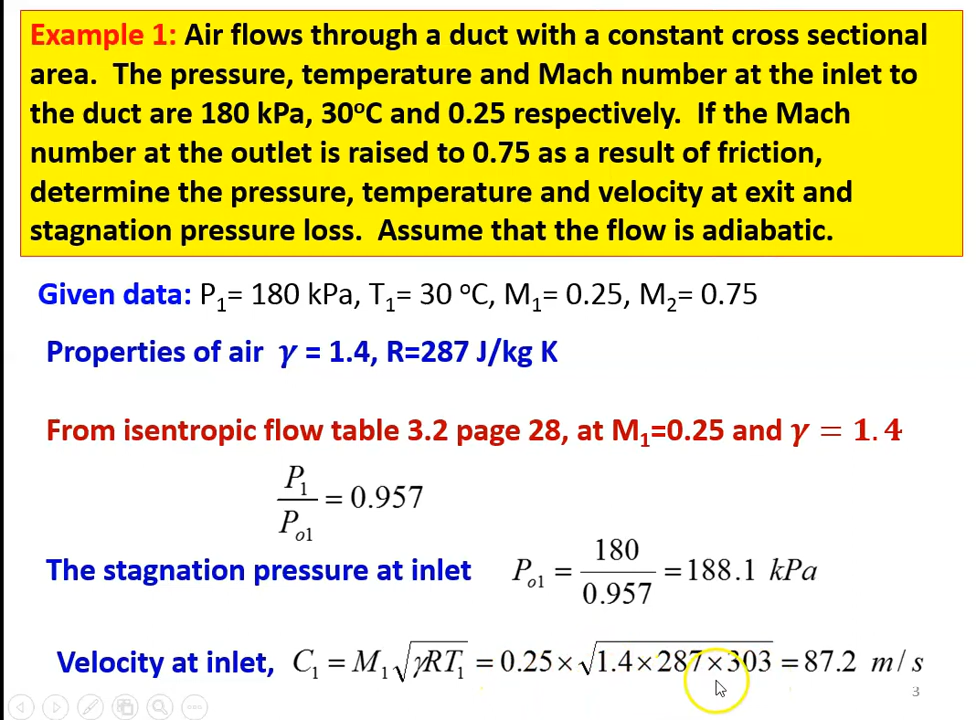 Example 1: Air flows through a duct with a constant cross sectional
area. The pressure, temperature and Mach number at the inlet to
the duct are 180 kPa, 30°C and 0.25 respectively. If the Mach
number at the outlet is raised to 0.75 as a result of friction,
determine the pressure, temperature and velocity at exit and
stagnation pressure loss. Assume that the flow is adiabatic.
Given data: P₁= 180 kPa, T₁= 30 °C, M₁= 0.25, M₂= 0.75
Properties of air γ = 1.4, R=287 J/kg K
From isentropic flow table 3.2 page 28, at M₁=0.25 and γ = 1.4
P₁/Pₒ₁ = 0.957
The stagnation pressure at inlet Pₒ₁ = 180/0.957 = 188.1 kPa
Velocity at inlet, C₁ = M₁√γRT₁ = 0.25×√1.4×287×303 = 87.2 m/s
3